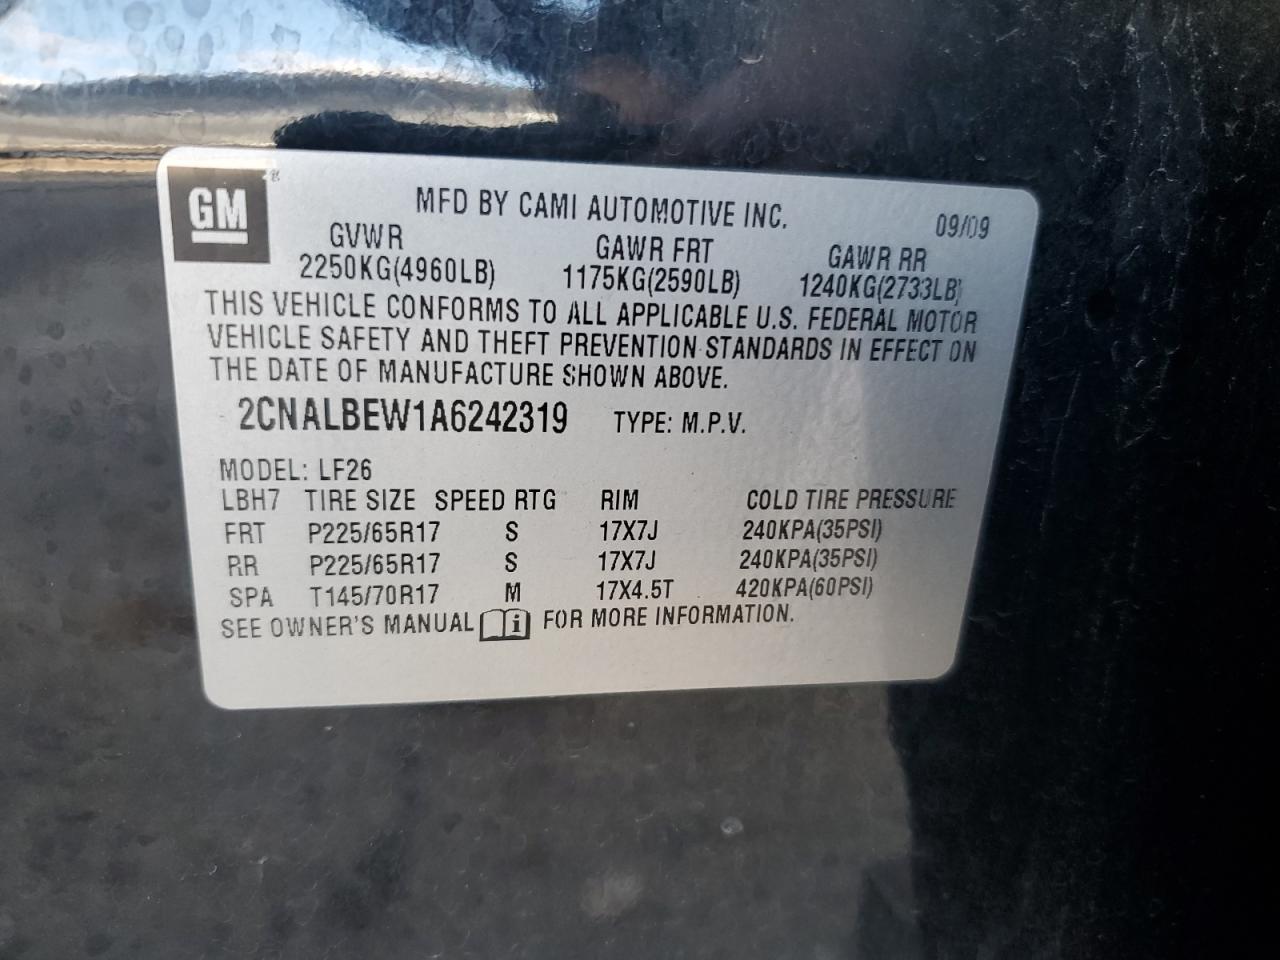 GM®
MFD BY CAMI AUTOMOTIVE INC. 09/09
GVWR GAWR FRT GAWR RR
2250KG(4960LB) 1175KG(2590LB) 1240KG(2733LB)
THIS VEHICLE CONFORMS TO ALL APPLICABLE U.S. FEDERAL MOTOR
VEHICLE SAFETY AND THEFT PREVENTION STANDARDS IN EFFECT ON
THE DATE OF MANUFACTURE SHOWN ABOVE.
2CNALBEW1A6242319 TYPE: M.P.V.
MODEL: LF26
LBH7 TIRE SIZE SPEED RTG RIM COLD TIRE PRESSURE
FRT P225/65R17 S 17X7J 240KPA(35PSI)
RR P225/65R17 S 17X7J 240KPA(35PSI)
SPA T145/70R17 M 17X4.5T 420KPA(60PSI)
SEE OWNER'S MANUAL i FOR MORE INFORMATION.